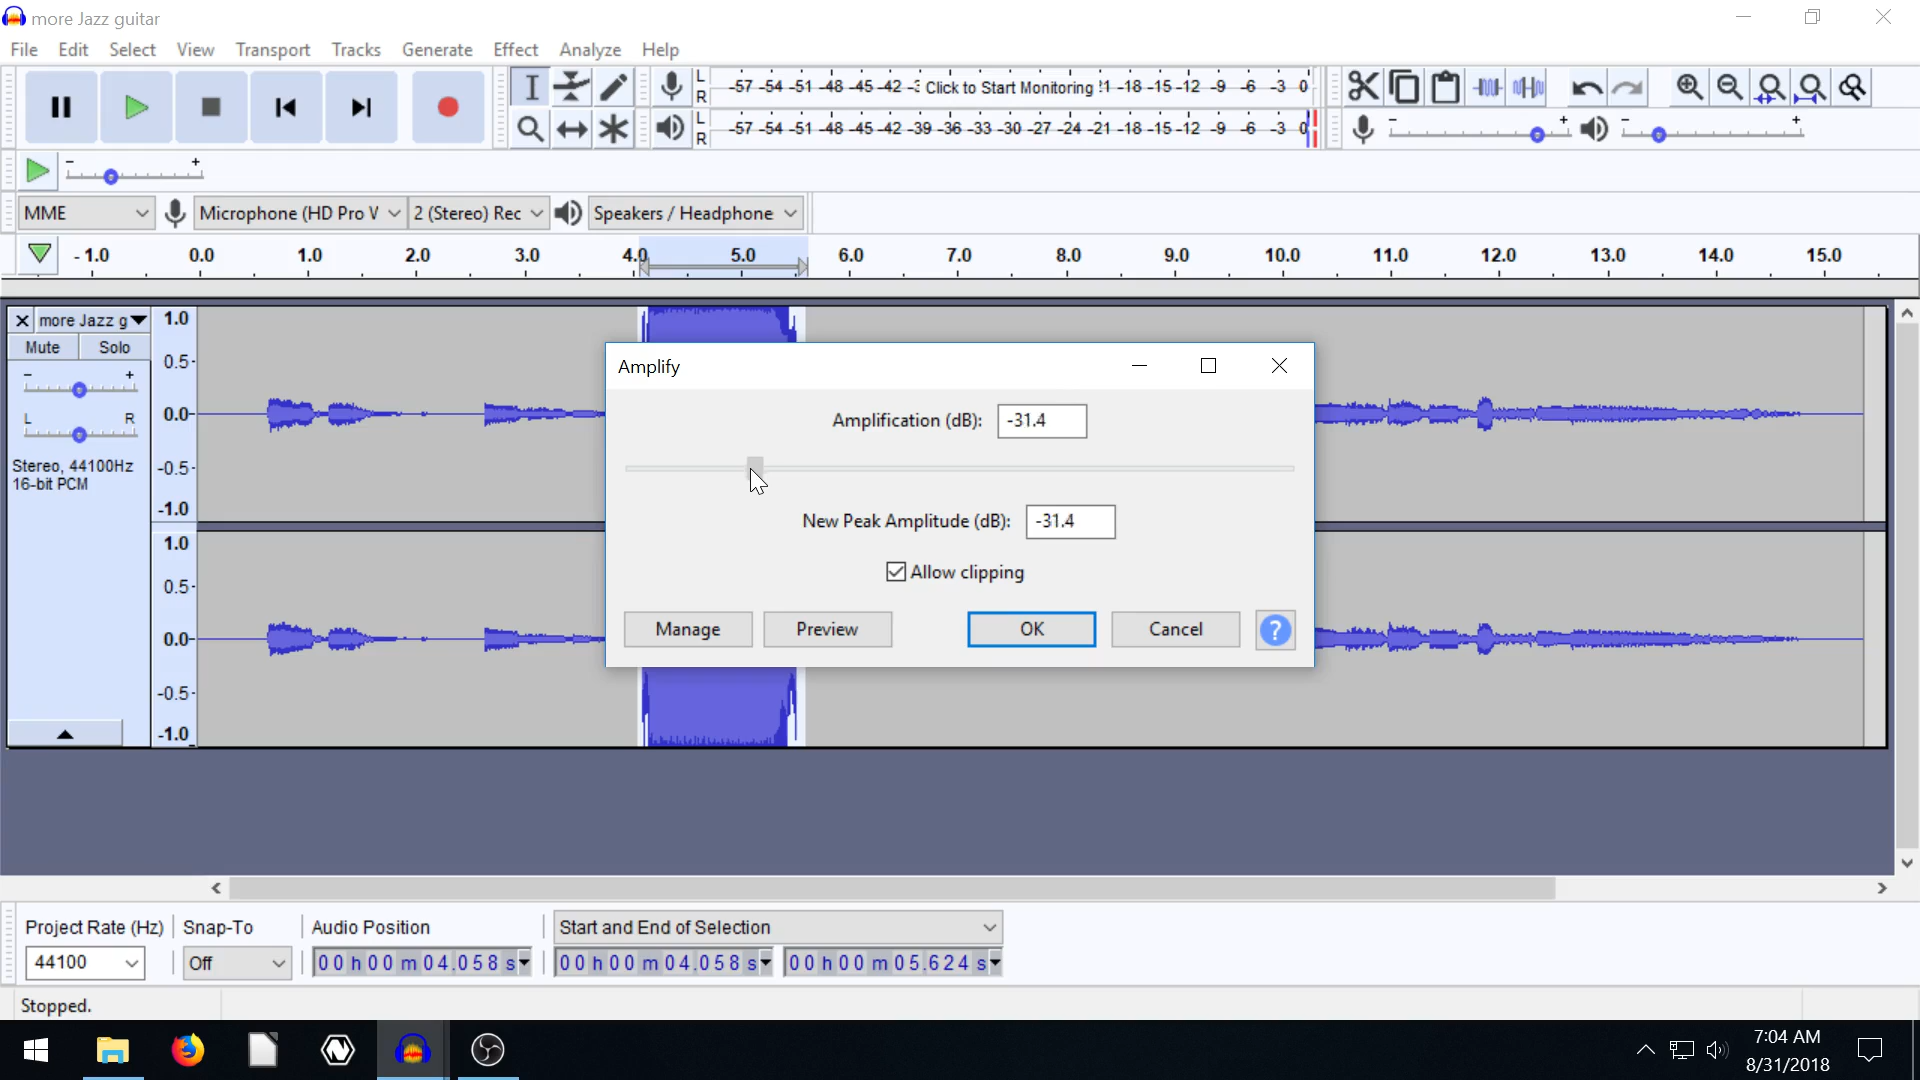 more Jazz guitar
File Edit Select View Transport Tracks Generate Effect Analyze Help
L
R
-57 -54 -51 -48 -45 -42 -3 Click to Start Monitoring !1 -18 -15 -12 -9 -6 -3 0
L
R
-57 -54 -51 -48 -45 -42 -39 -36 -33 -30 -27 -24 -21 -18 -15 -12 -9 -6 -3 0
- + - +
- +
MME Microphone (HD Pro V 2 (Stereo) Rec Speakers / Headphone
-1.0 0.0 1.0 2.0 3.0 4.0 5.0 6.0 7.0 8.0 9.0 10.0 11.0 12.0 13.0 14.0 15.0
more Jazz g
Mute Solo
- +
L R
Stereo, 44100Hz
16-bit PCM
1.0
0.5-
0.0-
-0.5-
-1.0
1.0
0.5-
0.0-
-0.5-
-1.0
Amplify
Amplification (dB): -31.4
New Peak Amplitude (dB): -31.4
Allow clipping
Manage Preview OK Cancel ?
Project Rate (Hz) Snap-To Audio Position Start and End of Selection
44100 Off 00 h 00 m 04.058 s 00 h 00 m 04.058 s 00 h 00 m 05.624 s
Stopped.
7:04 AM
8/31/2018